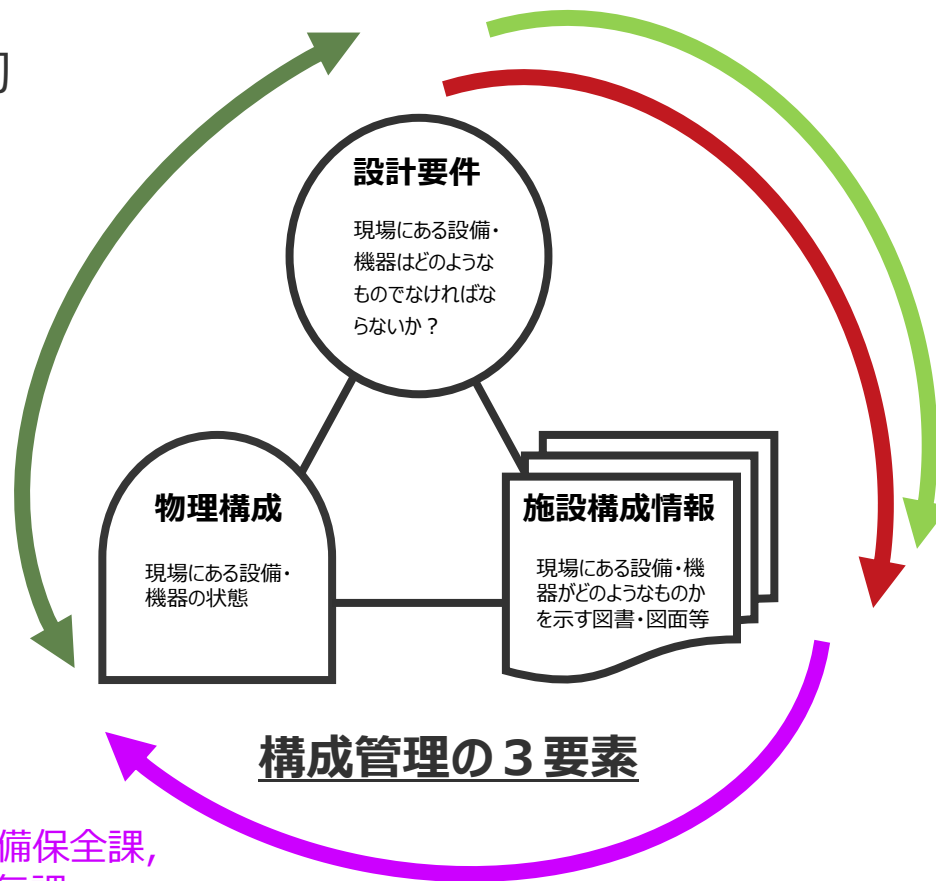 設計要件
現場にある設備・
機器はどのような
ものでなければな
らないか？
物理構成
現場にある設備・
機器の状態
施設構成情報
現場にある設備・機
器がどのようなものか
を示す図書・図面等
構成管理の３要素
備保全課,